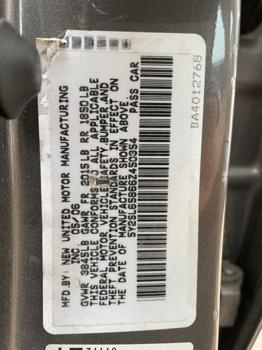 MFD. BY NEW UNITED MOTOR MANUFACTURING
INC 05/06
GVWR 3845LB GAWR FR 2015LB RR 1850LB
THIS VEHICLE CONFORMS TO ALL APPLICABLE
FEDERAL MOTOR VEHICLE SAFETY, BUMPER, AND
THEFT PREVENTION STANDARDS IN EFFECT ON
THE DATE OF MANUFACTURE SHOWN ABOVE.
5Y2SL65866Z450354 PASS CAR
BA4012768